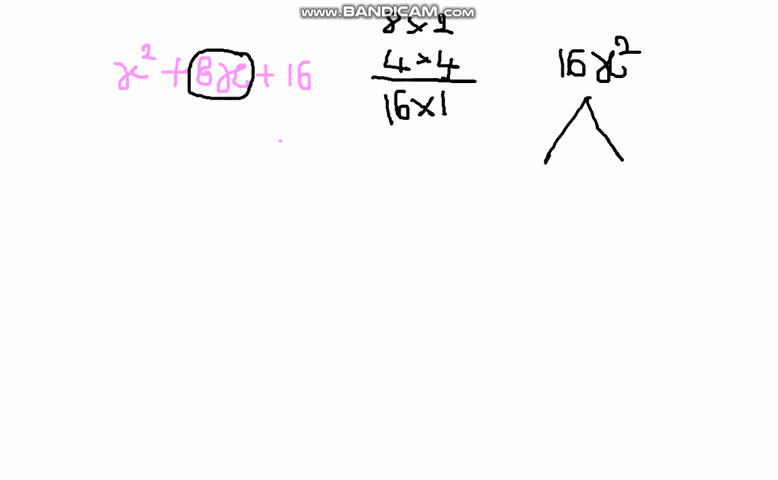 www.BANDICAM.com
x² + 8x + 16
8 × 2
4 × 4
16 × 1
16x²